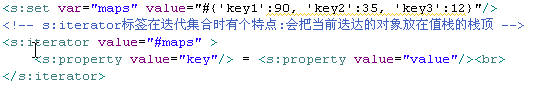 <s:set var="maps" value="#{'key1':90, 'key2':35, 'key3':12}"/>
<!-- s:iterator标签在迭代集合时有个特点:会把当前迭达的对象放在值栈的栈顶 -->
<s:iterator value="#maps" >
<s:property value="key"/> = <s:property value="value"/><br>
</s:iterator>